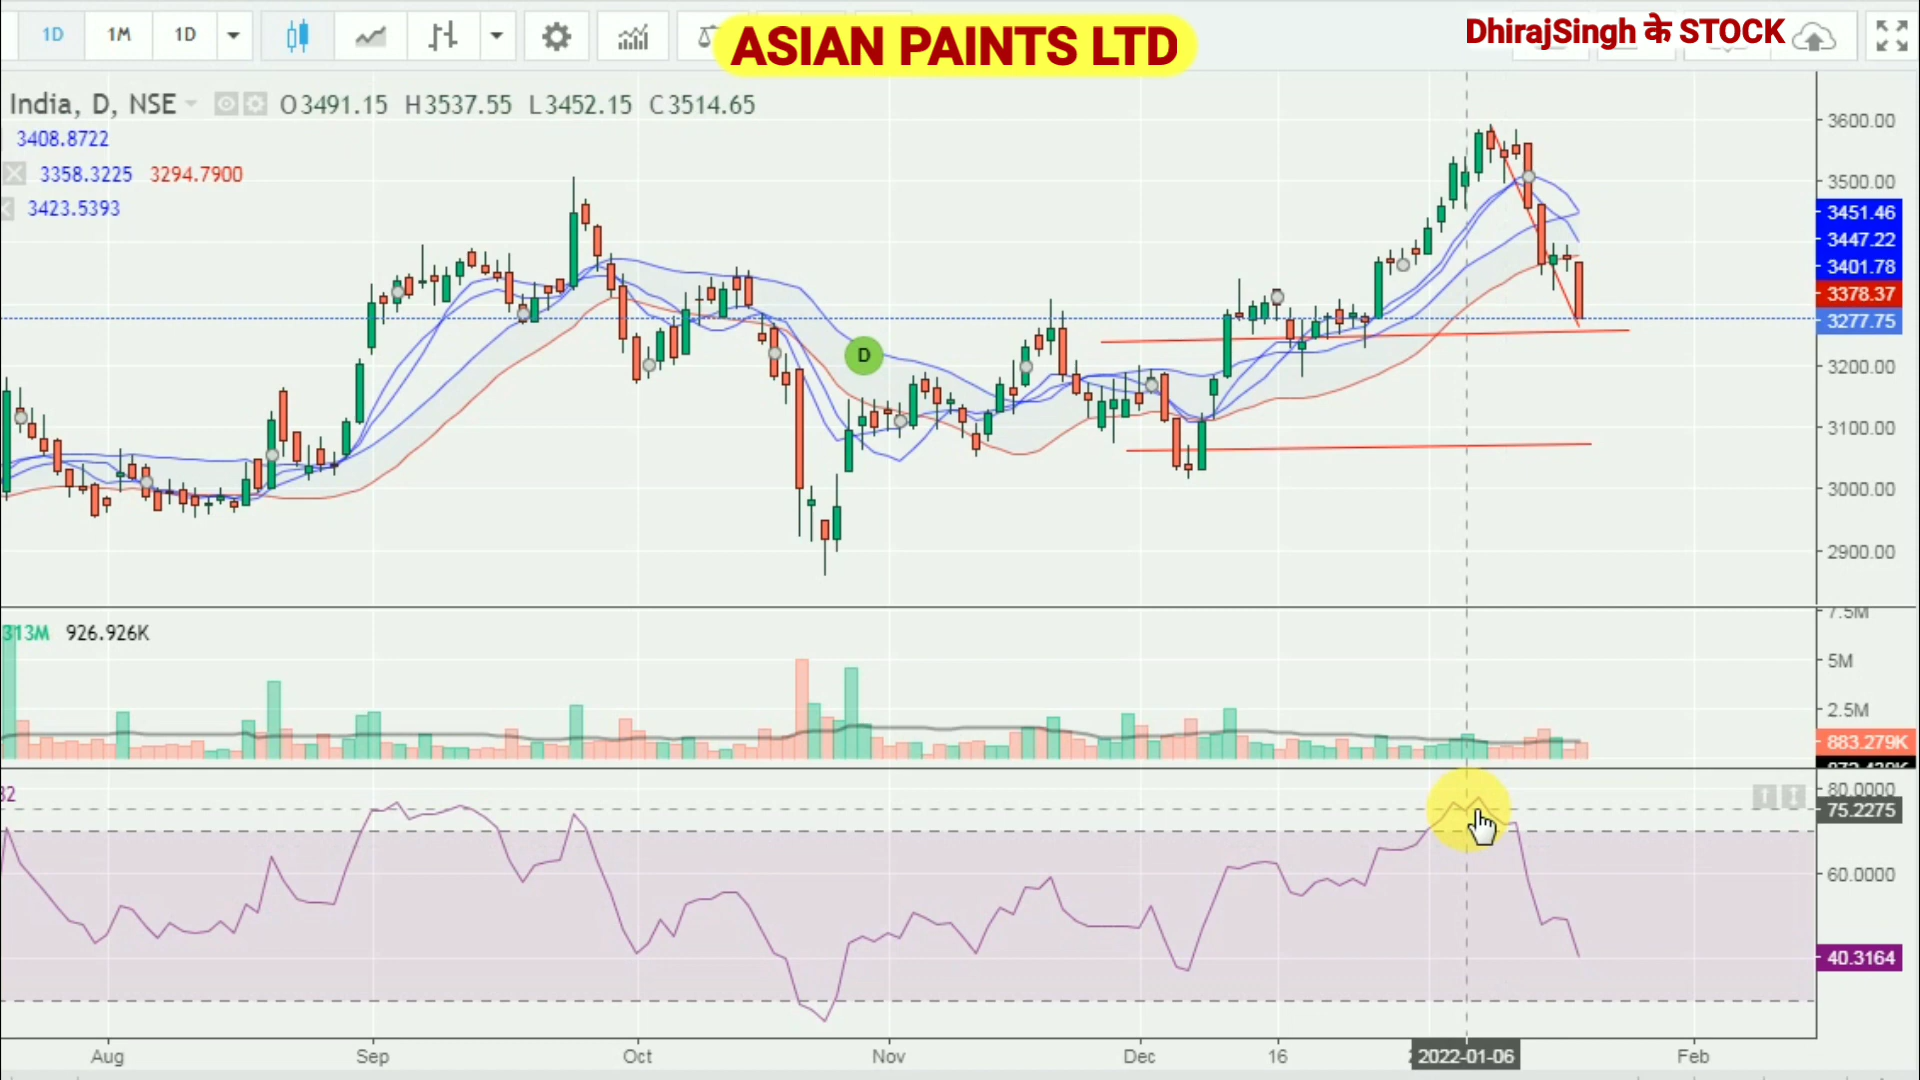 1D 1M 1D
ASIAN PAINTS LTD
DhirajSingh के STOCK
India, D, NSE O3491.15 H3537.55 L3452.15 C3514.65
3408.8722
3358.3225 3294.7900
3423.5393
3600.00
3500.00
3451.46
3447.22
3401.78
3378.37
3277.75
3200.00
3100.00
3000.00
2900.00
D
313M 926.926K
7.5M
5M
2.5M
883.279K
32
80.0000
75.2275
60.0000
40.3164
Aug Sep Oct Nov Dec 16 2022-01-06 Feb